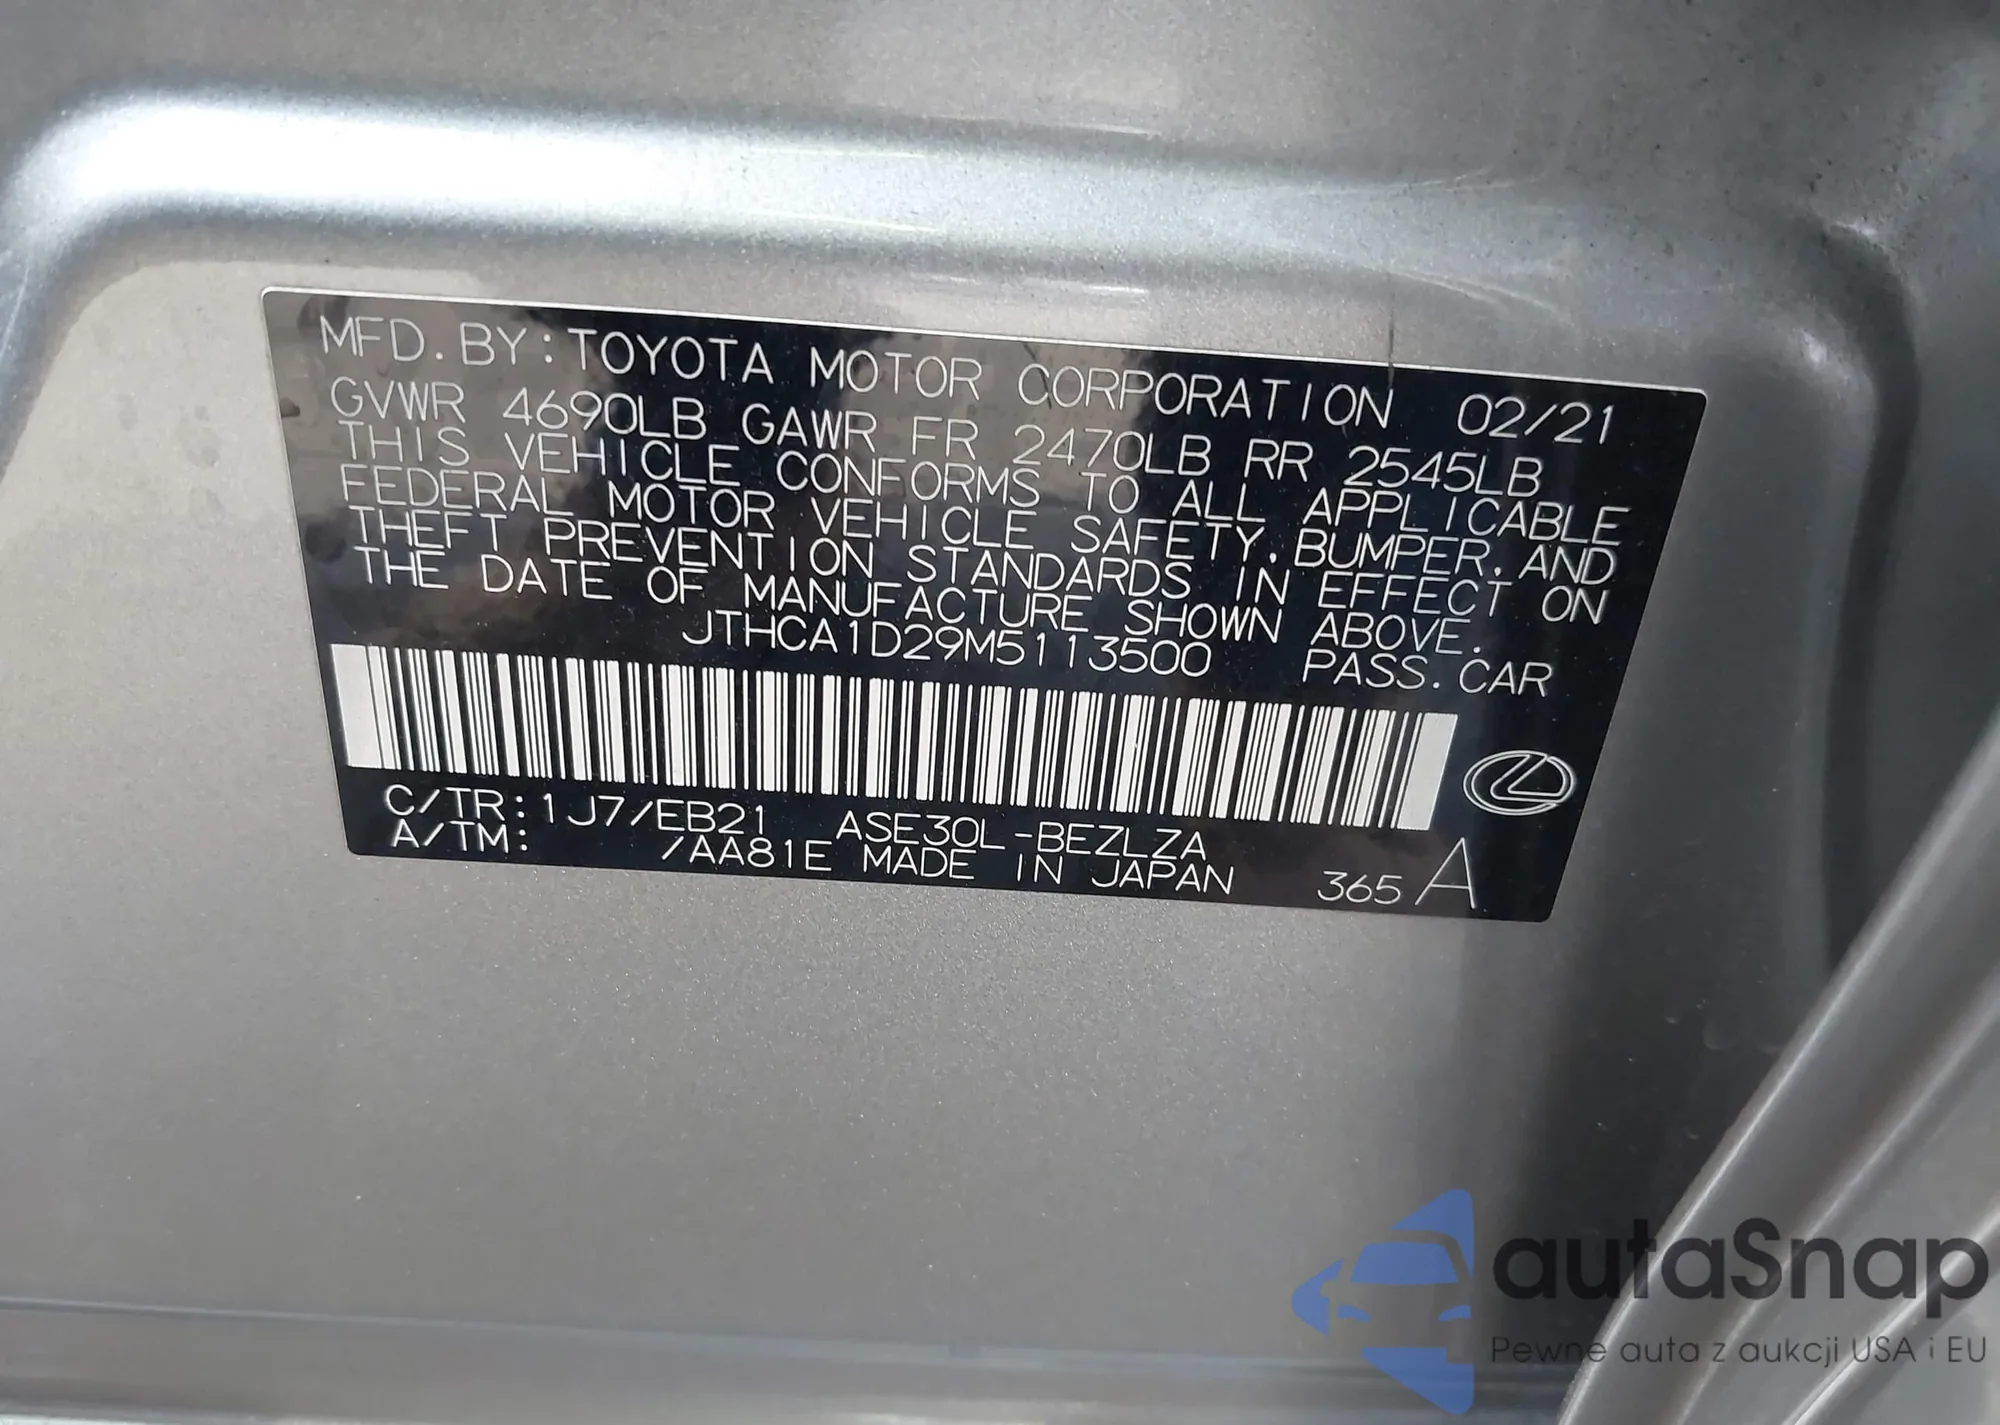 MFD. BY: TOYOTA MOTOR CORPORATION 02/21
GVWR 4690LB GAWR FR 2470LB RR 2545LB
THIS VEHICLE CONFORMS TO ALL APPLICABLE
FEDERAL MOTOR VEHICLE SAFETY, BUMPER, AND
THEFT PREVENTION STANDARDS IN EFFECT ON
THE DATE OF MANUFACTURE SHOWN ABOVE.
JTHCA1D29M5113500 PASS. CAR
C/TR: 1J7/EB21 ASE30L-BEZLZA
A/TM: /AA81E MADE IN JAPAN 365 A
autaSnap
Pewne auta z aukcji USA i EU